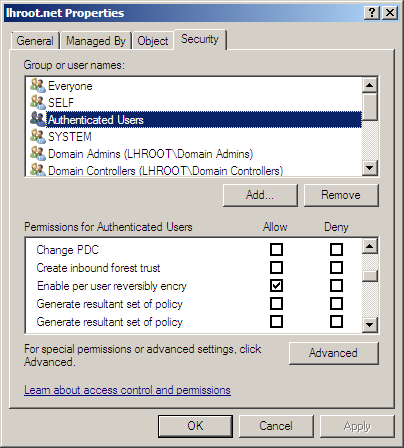 lhroot.net Properties
General
Managed By
Object
Security
Group or user names:
Everyone
SELF
Authenticated Users
SYSTEM
Domain Admins (LHROOT\Domain Admins)
Domain Controllers (LHROOT\Domain Controllers)
Add...
Remove
Permissions for Authenticated Users
Allow
Deny
Change PDC
Create inbound forest trust
Enable per user reversibly encry
Generate resultant set of policy
Generate resultant set of policy
For special permissions or advanced settings, click
Advanced.
Advanced
Learn about access control and permissions
OK
Cancel
Apply